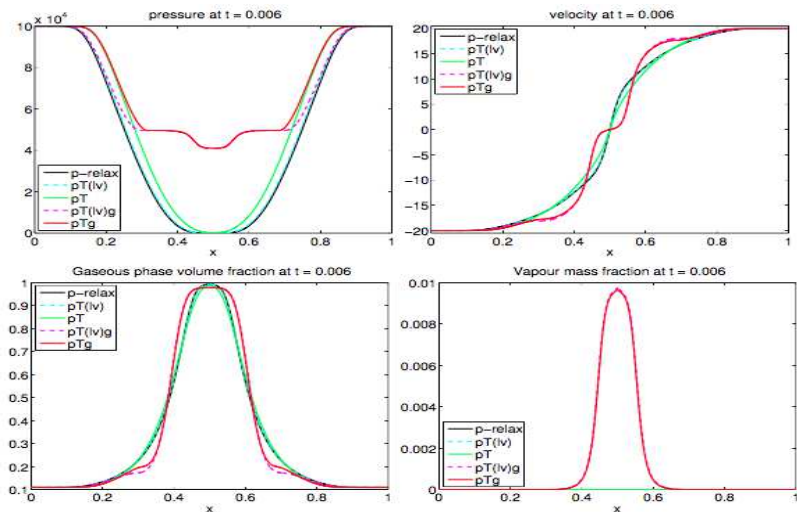 pressure at t = 0.006
x 10⁴
10
8
6
4
2
0
0 0.2 0.4 0.6 0.8 1
x
p-relax
pT(lv)
pT
pT(lv)g
pTg
velocity at t = 0.006
20
15
10
5
0
-5
-10
-15
-20
0 0.2 0.4 0.6 0.8 1
x
p-relax
pT(lv)
pT
pT(lv)g
pTg
Gaseous phase volume fraction at t = 0.006
1
0.9
0.8
0.7
0.6
0.5
0.4
0.3
0.2
0.1
0 0.2 0.4 0.6 0.8 1
x
p-relax
pT(lv)
pT
pT(lv)g
pTg
Vapour mass fraction at t = 0.006
0.01
0.008
0.006
0.004
0.002
0
0 0.2 0.4 0.6 0.8 1
x
p-relax
pT(lv)
pT
pT(lv)g
pTg